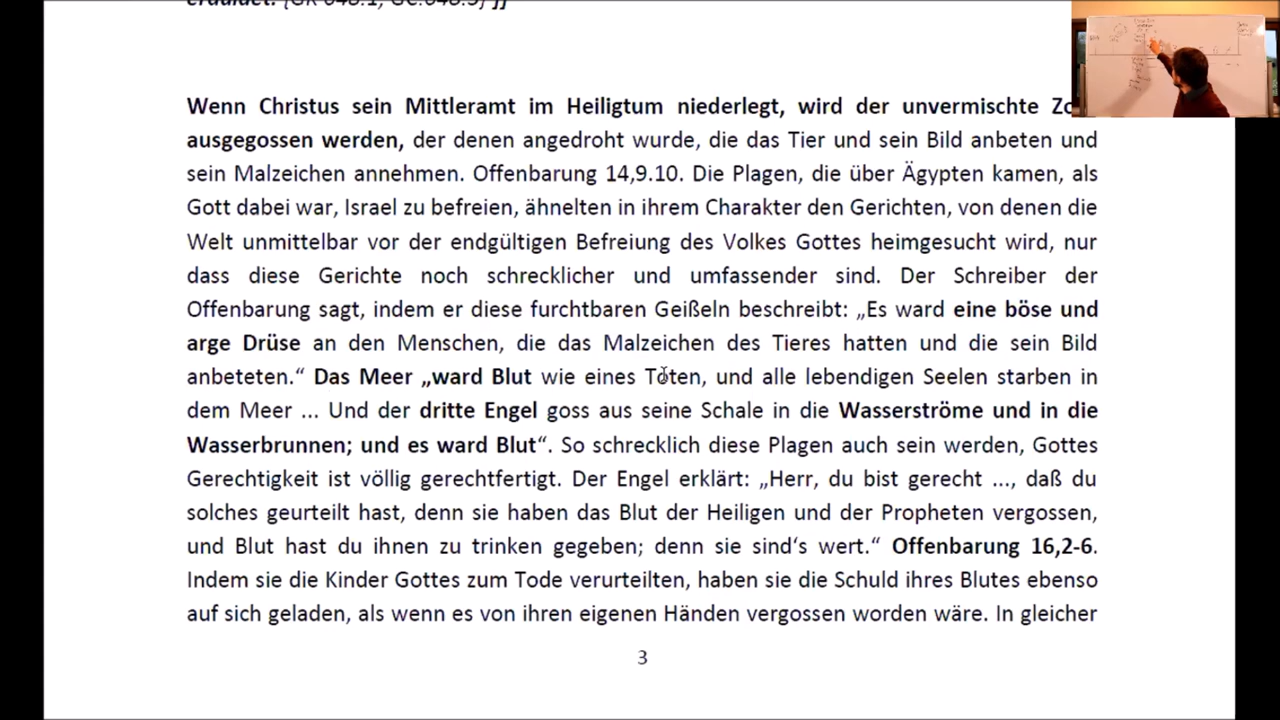 erduldet. {GK 645.1; GC.645.3} ]]
Wenn Christus sein Mittleramt im Heiligtum niederlegt, wird der unvermischte
ausgegossen werden, der denen angedroht wurde, die das Tier und sein Bild anbeten und
sein Malzeichen annehmen. Offenbarung 14,9.10. Die Plagen, die über Ägypten kamen, als
Gott dabei war, Israel zu befreien, ähnelten in ihrem Charakter den Gerichten, von denen die
Welt unmittelbar vor der endgültigen Befreiung des Volkes Gottes heimgesucht wird, nur
dass diese Gerichte noch schrecklicher und umfassender sind. Der Schreiber der
Offenbarung sagt, indem er diese furchtbaren Geißeln beschreibt: „Es ward eine böse und
arge Drüse an den Menschen, die das Malzeichen des Tieres hatten und die sein Bild
anbeteten.“ Das Meer „ward Blut wie eines Toten, und alle lebendigen Seelen starben in
dem Meer ... Und der dritte Engel goss aus seine Schale in die Wasserströme und in die
Wasserbrunnen; und es ward Blut“. So schrecklich diese Plagen auch sein werden, Gottes
Gerechtigkeit ist völlig gerechtfertigt. Der Engel erklärt: „Herr, du bist gerecht ..., daß du
solches geurteilt hast, denn sie haben das Blut der Heiligen und der Propheten vergossen,
und Blut hast du ihnen zu trinken gegeben; denn sie sind‘s wert.“ Offenbarung 16,2-6.
Indem sie die Kinder Gottes zum Tode verurteilten, haben sie die Schuld ihres Blutes ebenso
auf sich geladen, als wenn es von ihren eigenen Händen vergossen worden wäre. In gleicher
3